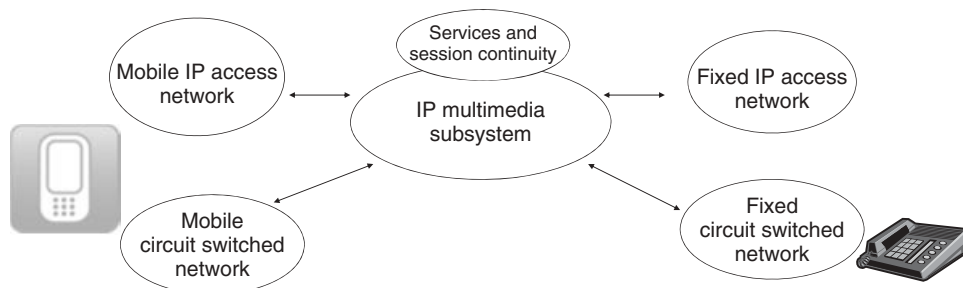 Services and
session continuity
Mobile IP access
network
IP multimedia
subsystem
Fixed IP access
network
Mobile
circuit switched
network
Fixed
circuit switched
network